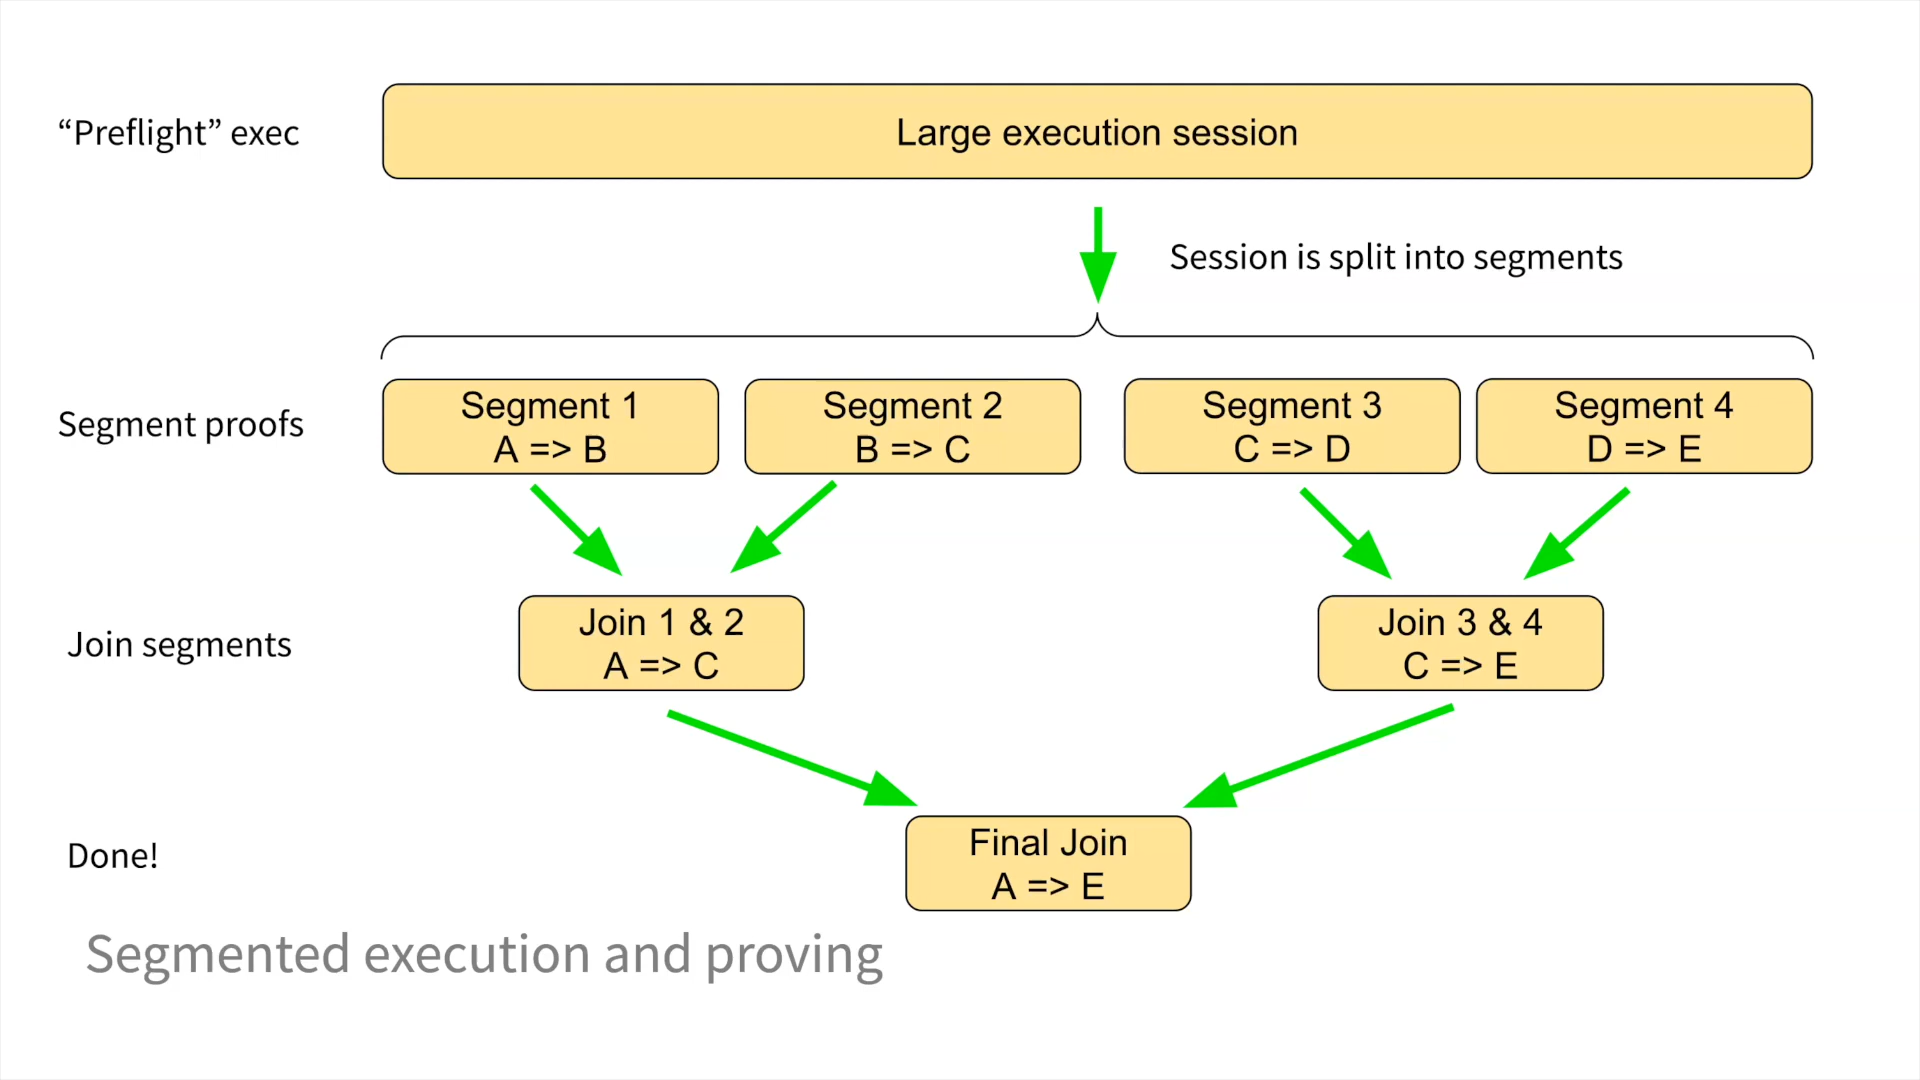 “Preflight” exec
Large execution session
Session is split into segments
Segment proofs
Segment 1
A => B
Segment 2
B => C
Segment 3
C => D
Segment 4
D => E
Join segments
Join 1 & 2
A => C
Join 3 & 4
C => E
Done!
Final Join
A => E
Segmented execution and proving